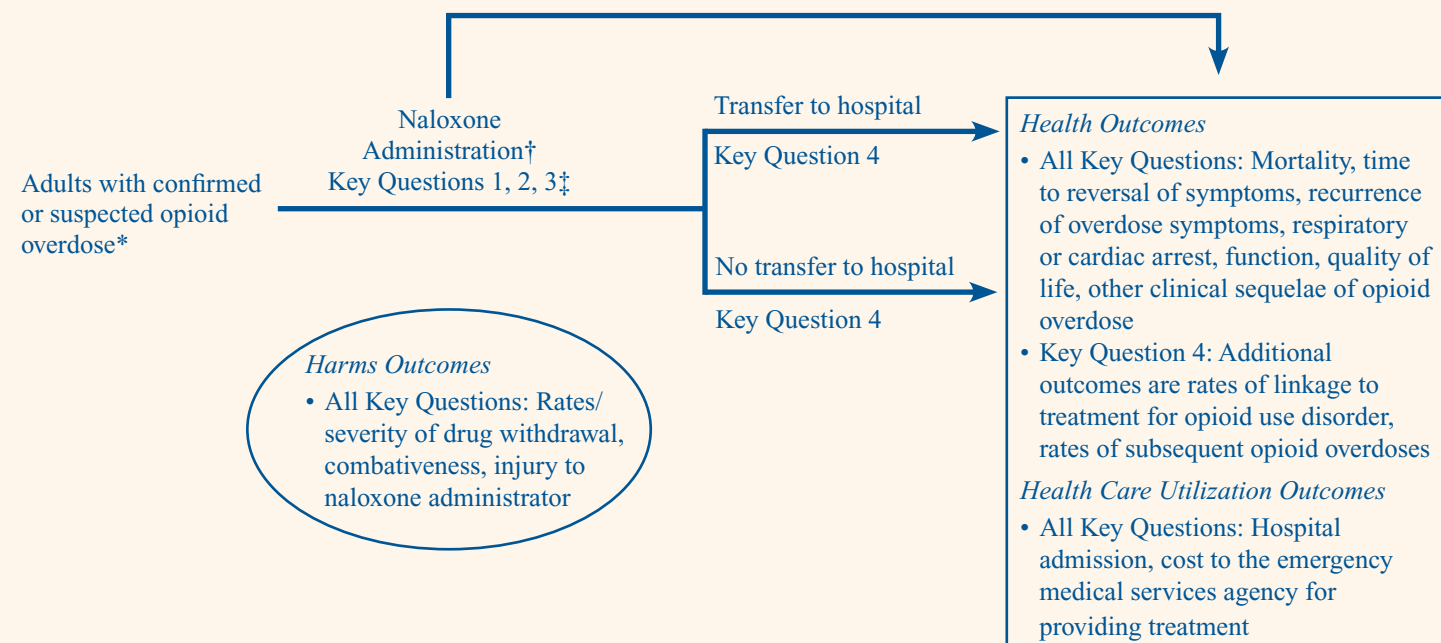 Naloxone
Administration†
Key Questions 1, 2, 3‡
Adults with confirmed
or suspected opioid
overdose*
Transfer to hospital
Key Question 4
No transfer to hospital
Key Question 4
Harms Outcomes
• All Key Questions: Rates/
severity of drug withdrawal,
combativeness, injury to
naloxone administrator
Health Outcomes
• All Key Questions: Mortality, time
to reversal of symptoms, recurrence
of overdose symptoms, respiratory
or cardiac arrest, function, quality of
life, other clinical sequelae of opioid
overdose
• Key Question 4: Additional
outcomes are rates of linkage to
treatment for opioid use disorder,
rates of subsequent opioid overdoses
Health Care Utilization Outcomes
• All Key Questions: Hospital
admission, cost to the emergency
medical services agency for
providing treatment